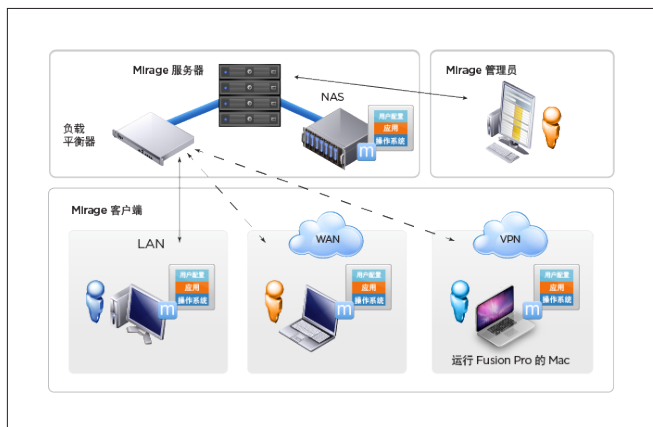 Mirage 服务器
NAS
负载
平衡器
用户配置
应用
操作系统
m
Mirage 管理员
Mirage 客户端
LAN
用户配置
应用
操作系统
m
WAN
用户配置
应用
操作系统
m
VPN
用户配置
应用
操作系统
m
运行 Fusion Pro 的 Mac